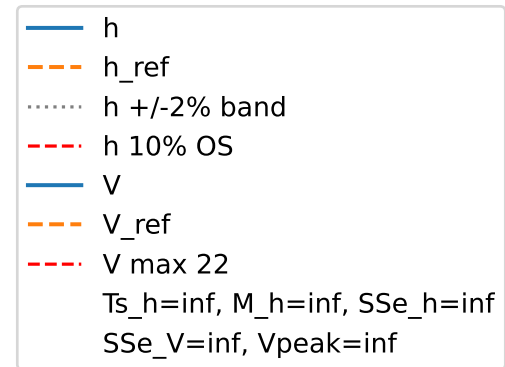 h
h_ref
h +/-2% band
h 10% OS
V
V_ref
V max 22
Ts_h=inf, M_h=inf, SSe_h=inf
SSe_V=inf, Vpeak=inf